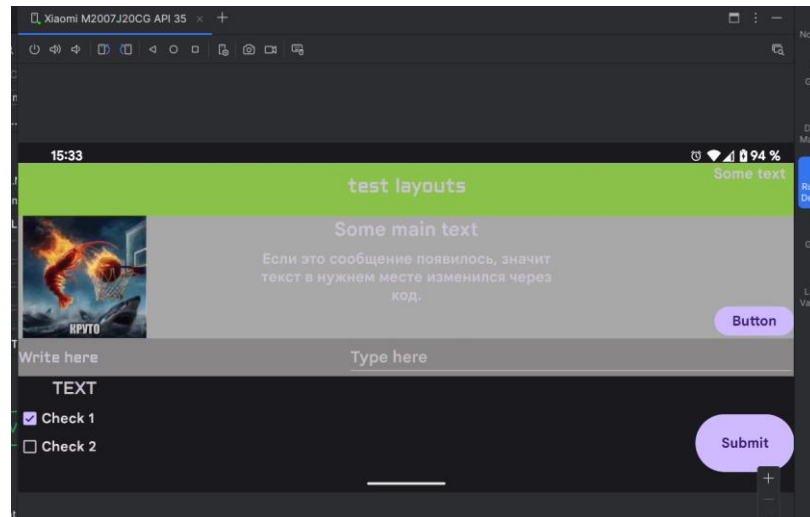 Xiaomi M2007J20CG API 35
15:33
94 %
test layouts
Some text
Some main text
Если это сообщение появилось, значит
текст в нужнем месте изменился через
код.
КРУТО
Button
Write here
Type here
TEXT
Check 1
Check 2
Submit